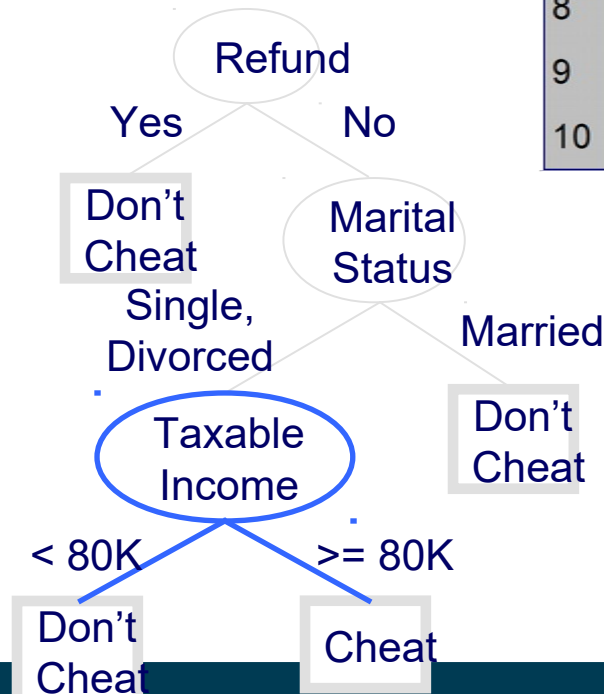 8
9
10
Refund
Yes
No
Don't
Cheat
Marital
Status
Single,
Divorced
Married
Taxable
Income
Don't
Cheat
< 80K
>= 80K
Don't
Cheat
Cheat